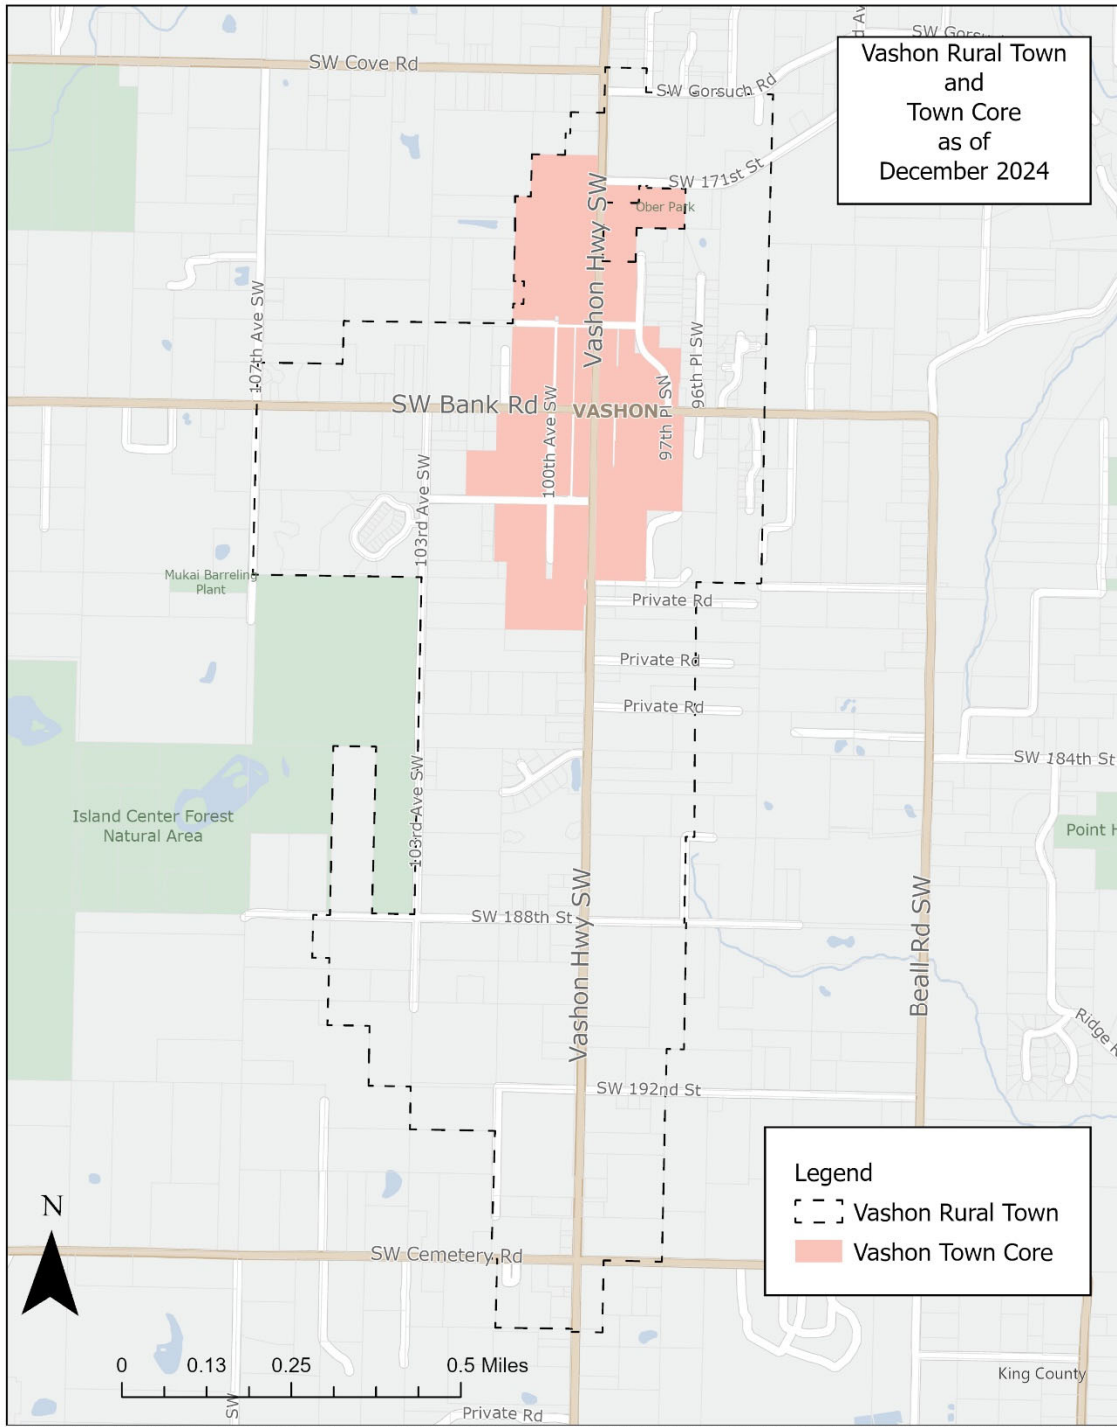 SW Cove Rd
SW Gorsuch
d Av
Vashon Rural Town
and
Town Core
as of
December 2024
SW Gorsuch Rd
SW 171st St
Ober Park
Vashon Hwy SW
107th Ave SW
96th Pl SW
97th Pl SW
SW Bank Rd
VASHON
100th Ave SW
103rd Ave SW
Mukai Barreling
Plant
Private Rd
Private Rd
Private Rd
SW 184th St
103rd Ave SW
Island Center Forest
Natural Area
Point H
Vashon Hwy SW
Beall Rd SW
SW 188th St
Ridge R
SW 192nd St
Legend
Vashon Rural Town
Vashon Town Core
N
SW Cemetery Rd
0 0.13 0.25 0.5 Miles
SW
Private Rd
King County